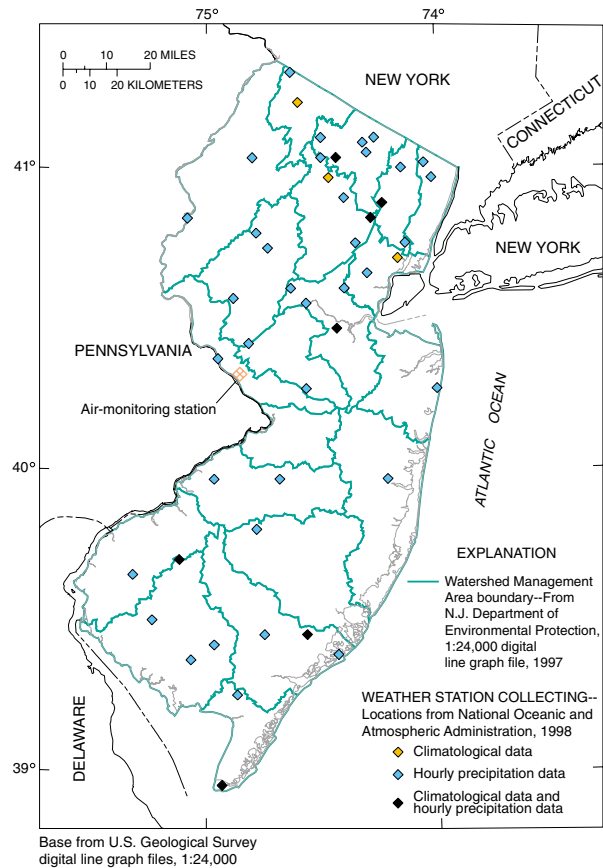 75°
74°
0 10 20 MILES
0 10 20 KILOMETERS
NEW YORK
CONNECTICUT
41°
NEW YORK
PENNSYLVANIA
Air-monitoring station
ATLANTIC OCEAN
40°
EXPLANATION
Watershed Management
Area boundary--From
N.J. Department of
Environmental Protection,
1:24,000 digital
line graph file, 1997
WEATHER STATION COLLECTING--
Locations from National Oceanic and
Atmospheric Administration, 1998
Climatological data
Hourly precipitation data
Climatological data and
hourly precipitation data
DELAWARE
39°
Base from U.S. Geological Survey
digital line graph files, 1:24,000